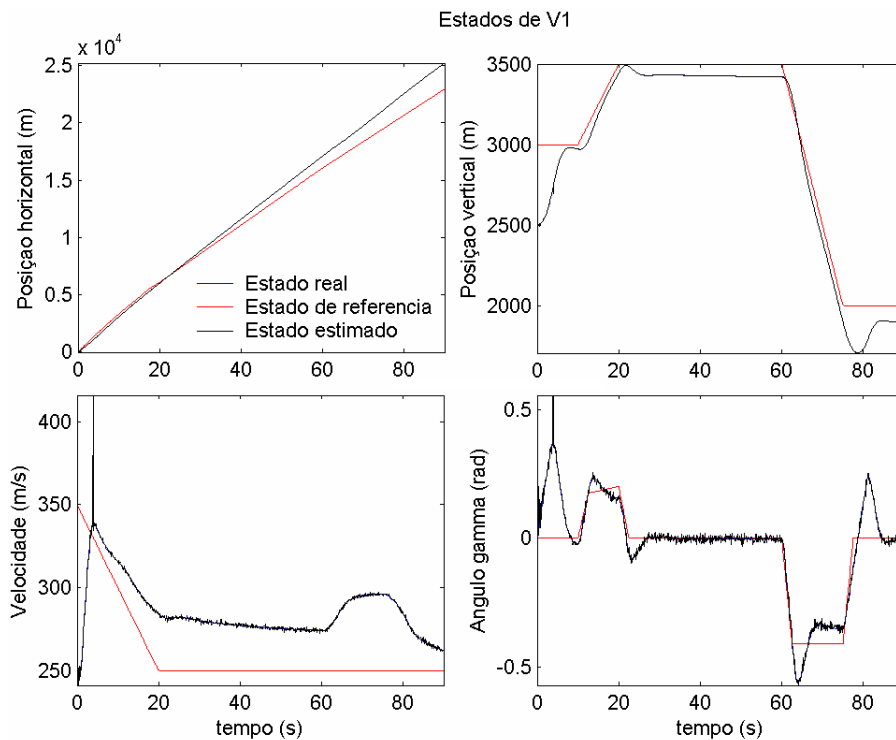 Estados de V1
x 10^4
2.5
2
1.5
1
0.5
0
Posiçao horizontal (m)
Estado real
Estado de referencia
Estado estimado
0 20 40 60 80
3500
3000
2500
2000
Posiçao vertical (m)
0 20 40 60 80
400
350
300
250
Velocidade (m/s)
0 20 40 60 80
tempo (s)
0.5
0
-0.5
Angulo gamma (rad)
0 20 40 60 80
tempo (s)